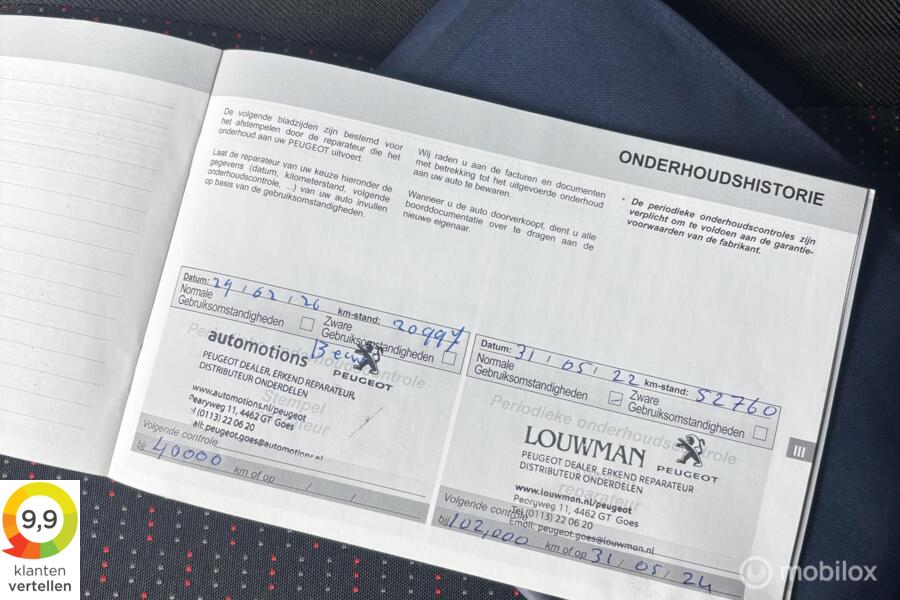 ONDERHOUDSHISTORIE
De volgende bladzijden zijn bestemd voor
het afstempelen door de reparateur die het
onderhoud aan uw PEUGEOT uitvoert.
Laat de reparateur van uw keuze hieronder de
gegevens (datum, kilometerstand, volgende
onderhoudscontrole, ...) van uw auto invullen
op basis van de gebruiksomstandigheden.
Wij raden u aan de facturen en documenten
met betrekking tot het uitgevoerde onderhoud
aan uw auto te bewaren.
Wanneer u de auto doorverkoopt, dient u alle
boorddocumentatie over te dragen aan de
nieuwe eigenaar.
* De periodieke onderhoudscontroles zijn
verplicht om te voldoen aan de garantie-
voorwaarden van de fabrikant.
Datum: 29 / 02 / 20 km-stand: 20997
Normale
Gebruiksomstandigheden
Zware
Gebruiksomstandigheden
Periodieke onderhoudscontrole
automotions
PEUGEOT
PEUGEOT DEALER, ERKEND REPARATEUR,
DISTRIBUTEUR ONDERDELEN
Stempel
reparateur
www.automotions.nl/peugeot
Pearyweg 11, 4462 GT Goes
(0113) 22 06 20
ail: peugeot.goes@automotions.nl
Volgende controle
bij 40000 km of op / /
Datum: 31 / 05 / 22 km-stand: 52760
Normale
Gebruiksomstandigheden
Zware
Gebruiksomstandigheden
Periodieke onderhoudscontrole
LOUWMAN
PEUGEOT
PEUGEOT DEALER, ERKEND REPARATEUR
DISTRIBUTEUR ONDERDELEN
reparateur
www.louwman.nl/peugeot
Pearyweg 11, 4462 GT Goes
Tel (0113) 22 06 20
Email: peugeot.goes@louwman.nl
Volgende controle
bij 102,000 km of op 31 / 05 / 24
III
9,9
klanten
vertellen
mobilox